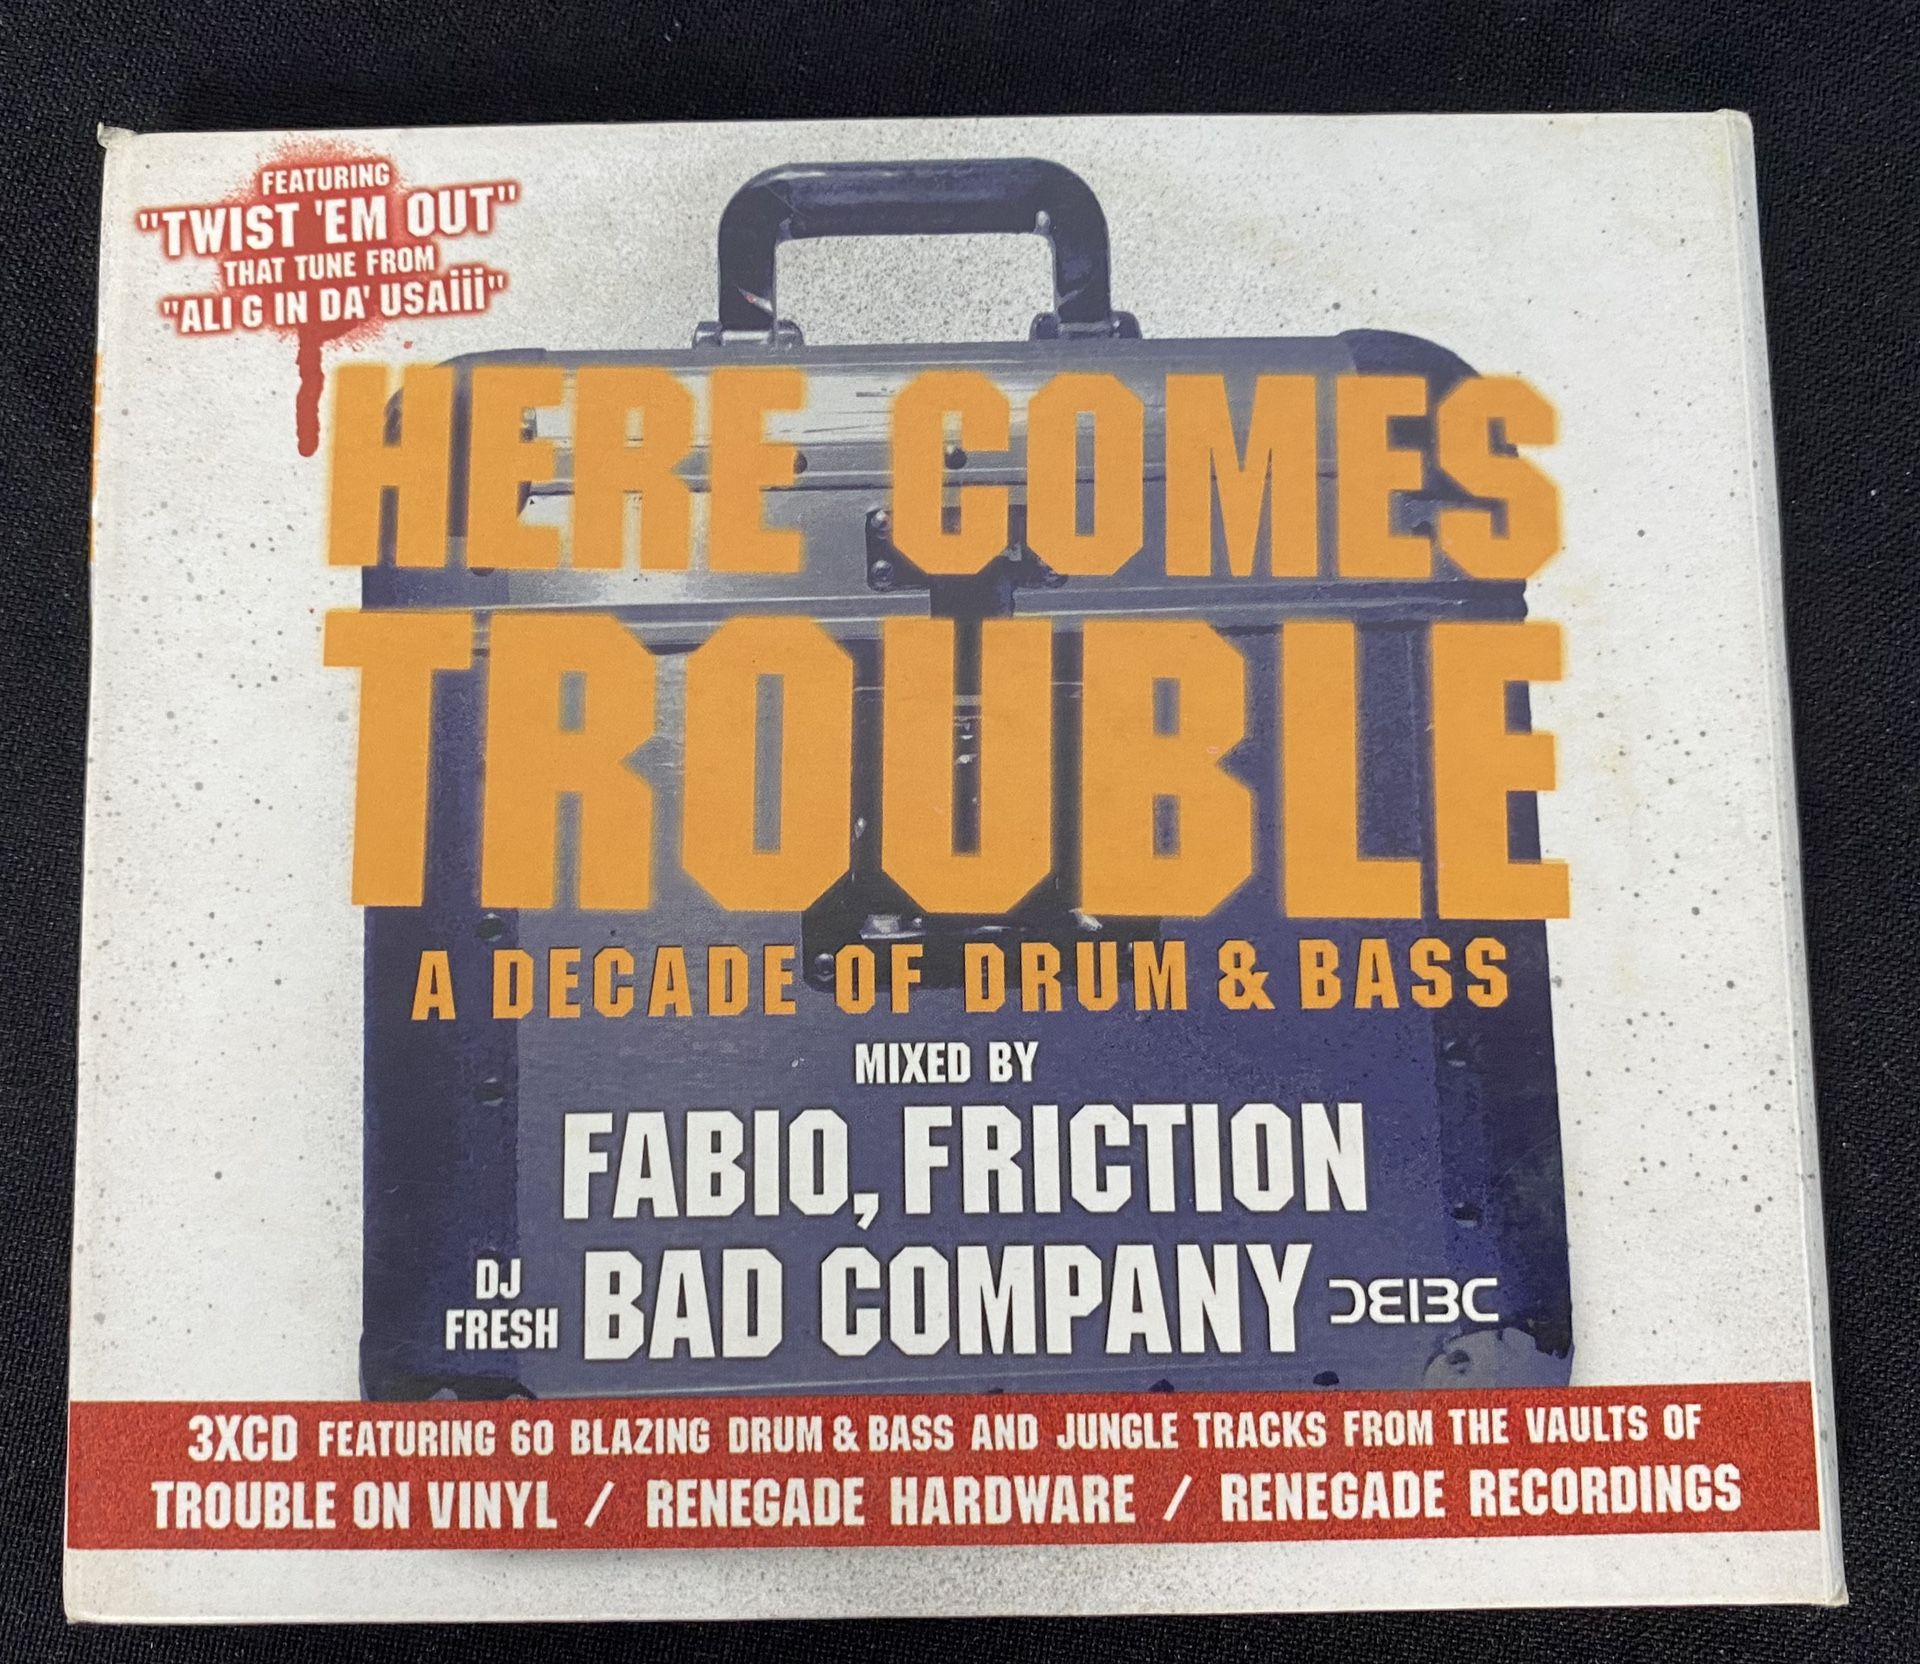 FEATURING
"TWIST 'EM OUT"
THAT TUNE FROM
"ALI G IN DA' USAiii"
HERE COMES
TROUBLE
A DECADE OF DRUM & BASS
MIXED BY
FABIO, FRICTION
DJ FRESH BAD COMPANY
3XCD FEATURING 60 BLAZING DRUM & BASS AND JUNGLE TRACKS FROM THE VAULTS OF
TROUBLE ON VINYL / RENEGADE HARDWARE / RENEGADE RECORDINGS